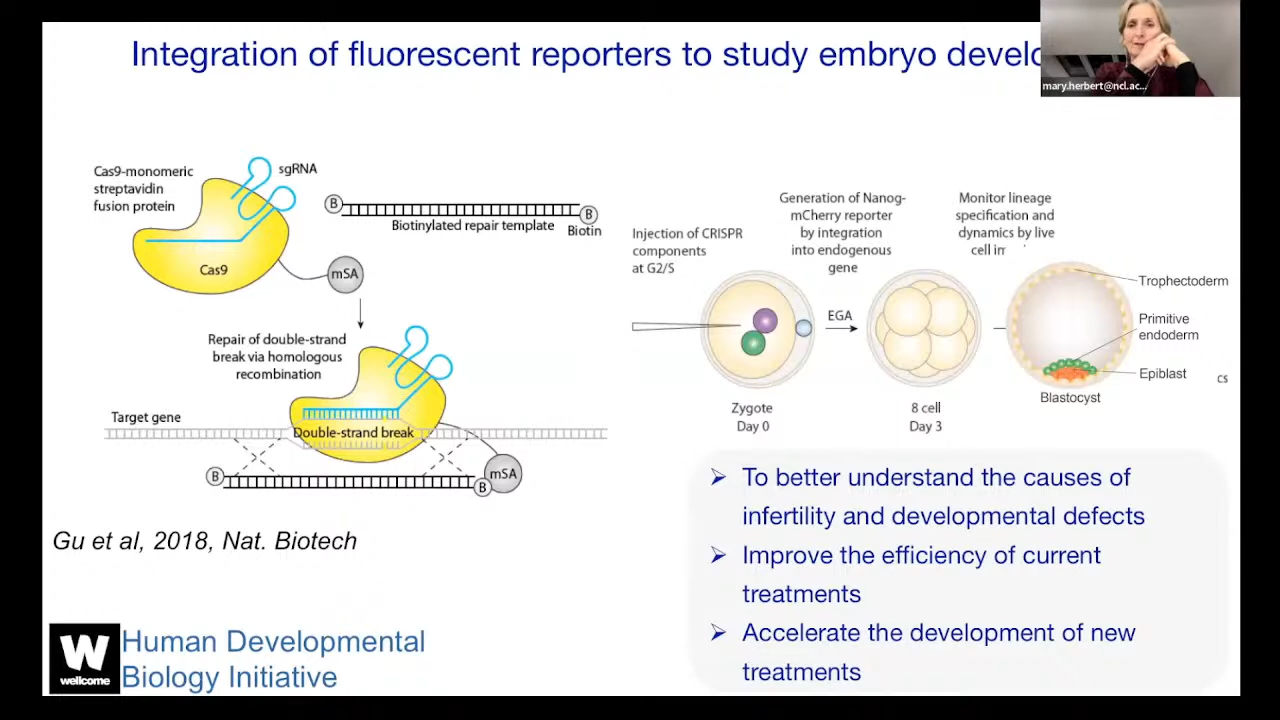 Integration of fluorescent reporters to study embryo develo
mary.herbert@ncl.ac...
Cas9-monomeric
streptavidin
fusion protein
sgRNA
B
B
Biotinylated repair template
Biotin
Cas9
mSA
Repair of double-strand
break via homologous
recombination
Target gene
Double-strand break
B
B
mSA
Gu et al, 2018, Nat. Biotech
Injection of CRISPR
components
at G2/S
Generation of Nanog-
mCherry reporter
by integration
into endogenous
gene
Monitor lineage
specification and
dynamics by live
cell im
EGA
Trophectoderm
Primitive
endoderm
Epiblast
cs
Blastocyst
Zygote
Day 0
8 cell
Day 3
➢ To better understand the causes of
infertility and developmental defects
➢ Improve the efficiency of current
treatments
➢ Accelerate the development of new
treatments
W
wellcome
Human Developmental
Biology Initiative